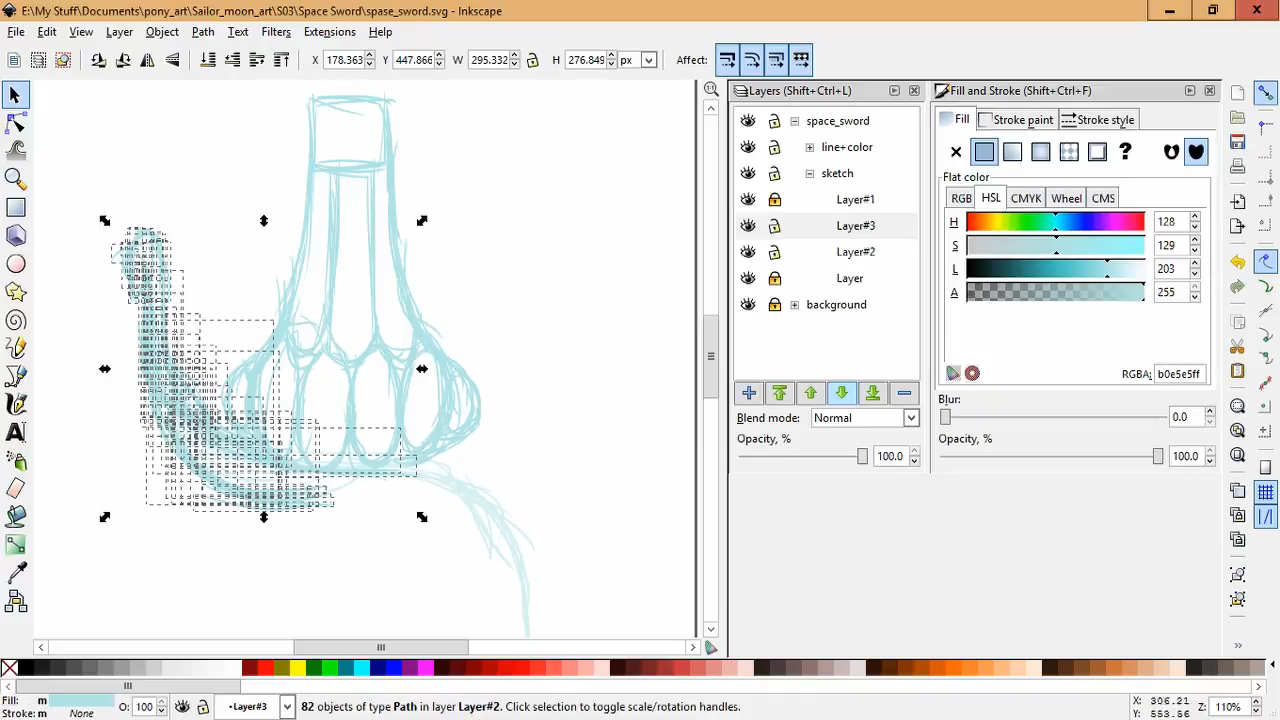 E:\My Stuff\Documents\pony_art\Sailor_moon_art\S03\Space Sword\spase_sword.svg - Inkscape
File Edit View Layer Object Path Text Filters Extensions Help
X 178.363 Y 447.866 W 295.332 H 276.849 px Affect:
Layers (Shift+Ctrl+L)
space_sword
line+color
sketch
Layer#1
Layer#3
Layer#2
Layer
background
Blend mode: Normal
Opacity, % 100.0
Fill and Stroke (Shift+Ctrl+F)
Fill Stroke paint Stroke style
?
Flat color
RGB HSL CMYK Wheel CMS
H 128
S 129
L 203
A 255
RGBA: b0e5e5ff
Blur:
0.0
Opacity, %
100.0
Fill: m
Stroke: m None
O: 100
•Layer#3
82 objects of type Path in layer Layer#2. Click selection to toggle scale/rotation handles.
X: 306.21
Y: 553.56
Z: 110%